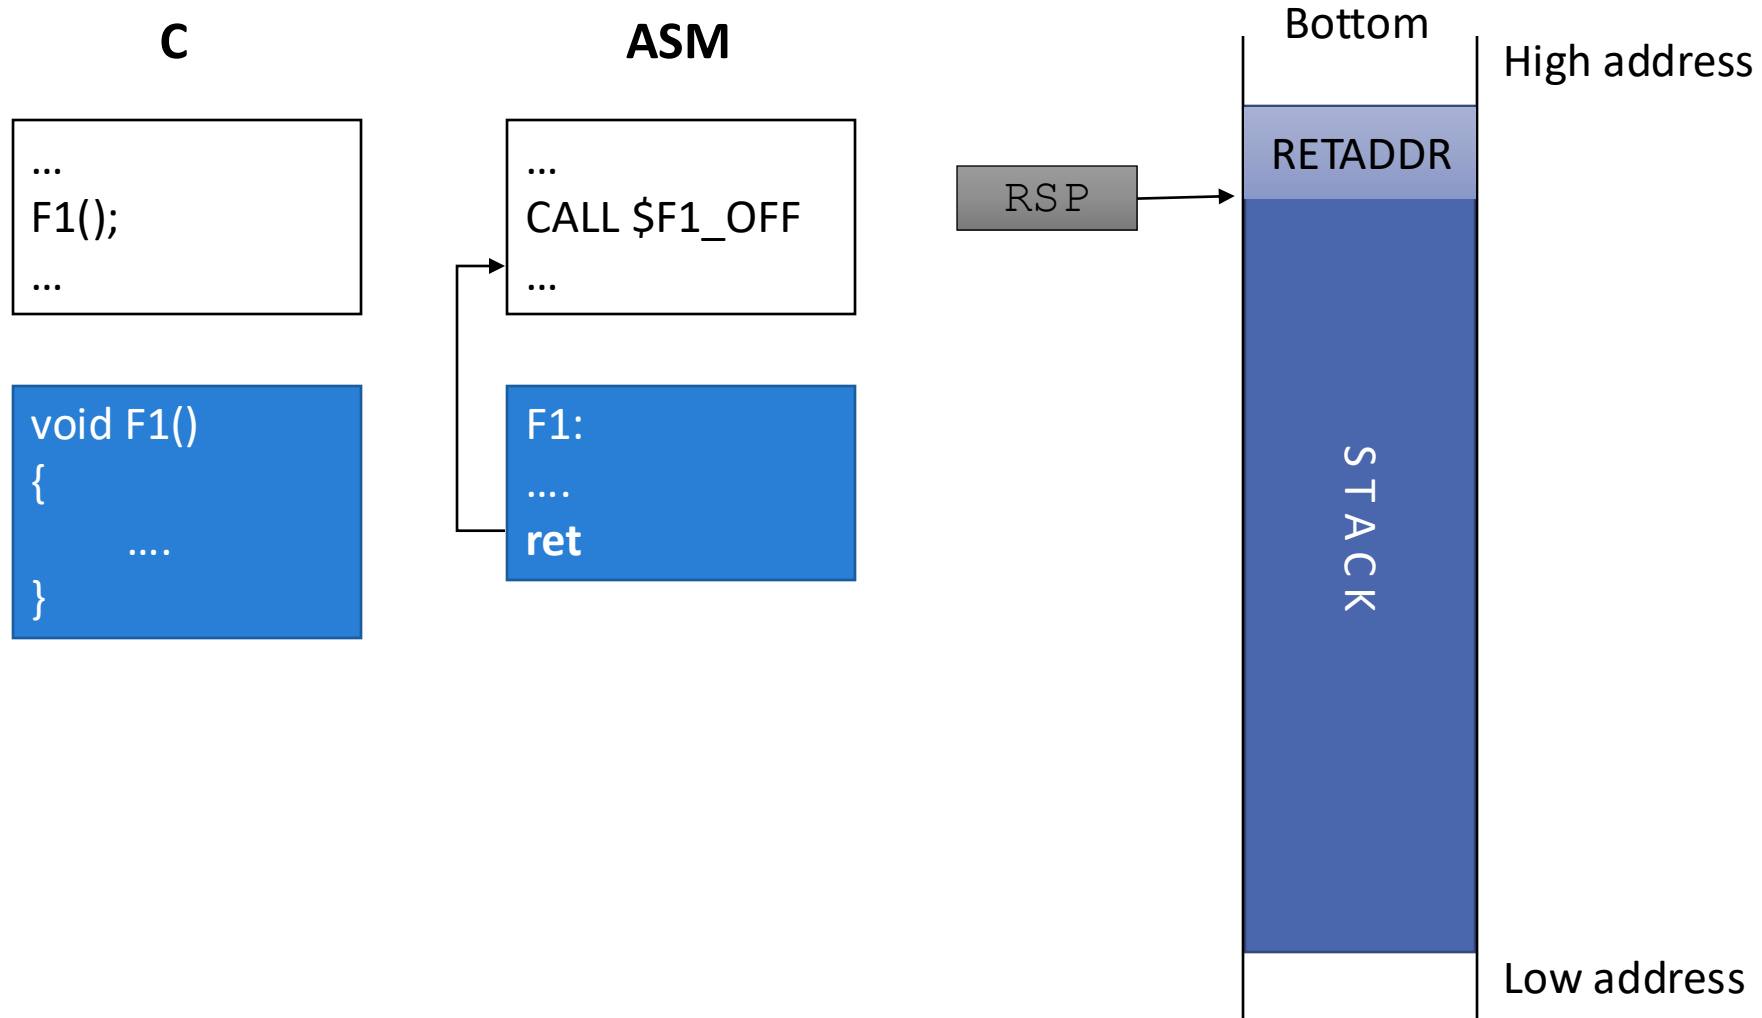 C
…
F1();
…
void F1()
{
….
}
ASM
…
CALL $F1_OFF
…
F1:
….
ret
RSP
Bottom
High address
RETADDR
STACK
Low address